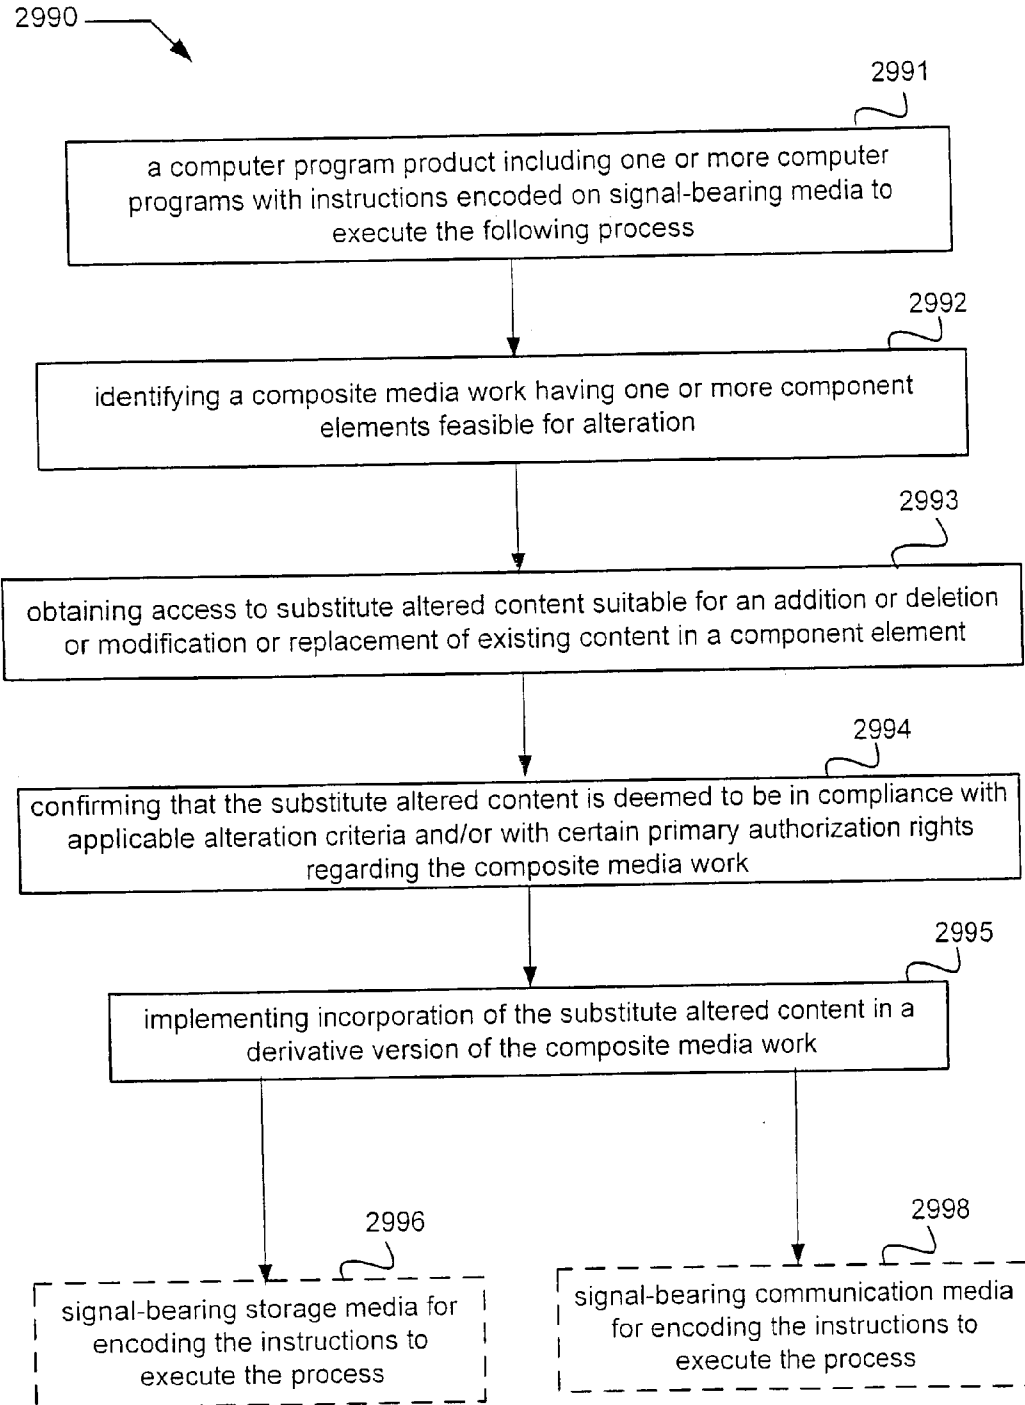 2990
2991
a computer program product including one or more computer
programs with instructions encoded on signal-bearing media to
execute the following process
2992
identifying a composite media work having one or more component
elements feasible for alteration
2993
obtaining access to substitute altered content suitable for an addition or deletion
or modification or replacement of existing content in a component element
2994
confirming that the substitute altered content is deemed to be in compliance with
applicable alteration criteria and/or with certain primary authorization rights
regarding the composite media work
2995
implementing incorporation of the substitute altered content in a
derivative version of the composite media work
2996
signal-bearing storage media for
encoding the instructions to
execute the process
2998
signal-bearing communication media
for encoding the instructions to
execute the process